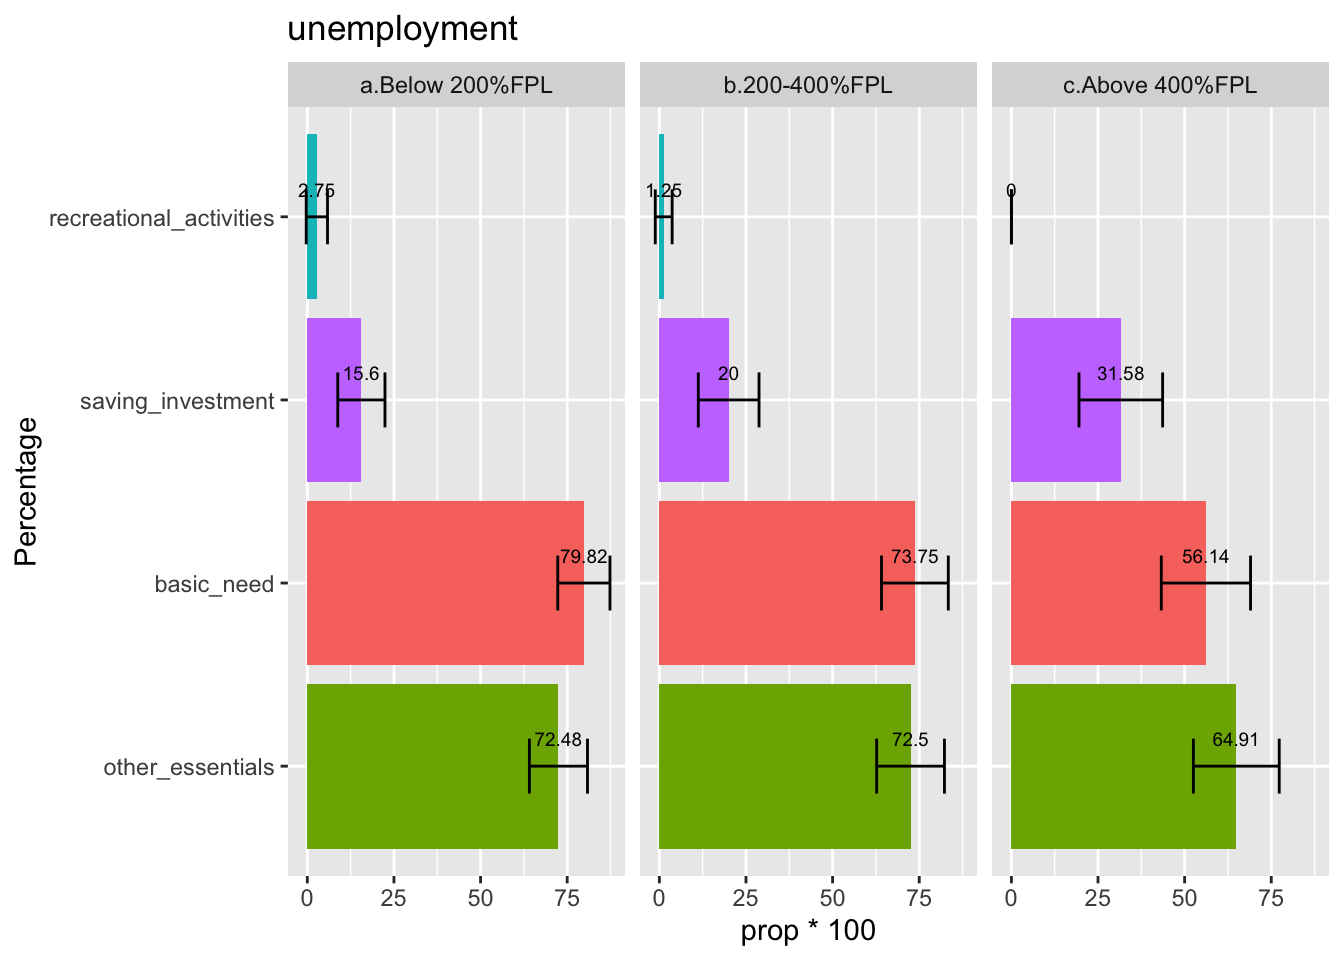 unemployment
a.Below 200%FPL
b.200-400%FPL
c.Above 400%FPL
Percentage
recreational_activities
2.75
1.25
0
saving_investment
15.6
20
31.58
basic_need
79.82
73.75
56.14
other_essentials
72.48
72.5
64.91
0 25 50 75
0 25 50 75
0 25 50 75
prop * 100